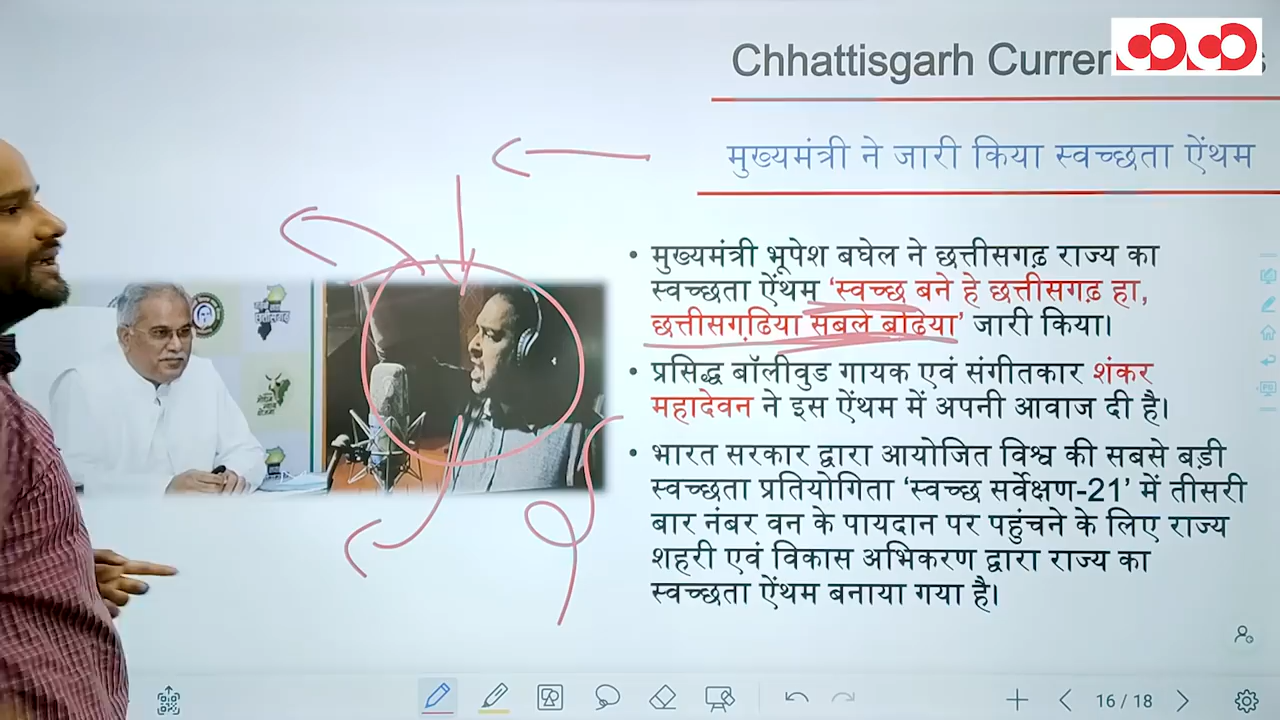 Chhattisgarh Curren
मुख्यमंत्री ने जारी किया स्वच्छता ऐंथम
• मुख्यमंत्री भूपेश बघेल ने छत्तीसगढ़ राज्य का
स्वच्छता ऐंथम ‘स्वच्छ बने हे छत्तीसगढ़ हा,
छत्तीसगढ़िया सबले बढिया’ जारी किया।
• प्रसिद्ध बॉलीवुड गायक एवं संगीतकार शंकर
महादेवन ने इस ऐंथम में अपनी आवाज दी है।
• भारत सरकार द्वारा आयोजित विश्व की सबसे बड़ी
स्वच्छता प्रतियोगिता ‘स्वच्छ सर्वेक्षण-21’ में तीसरी
बार नंबर वन के पायदान पर पहुंचने के लिए राज्य
शहरी एवं विकास अभिकरण द्वारा राज्य का
स्वच्छता ऐंथम बनाया गया है।
16 / 18